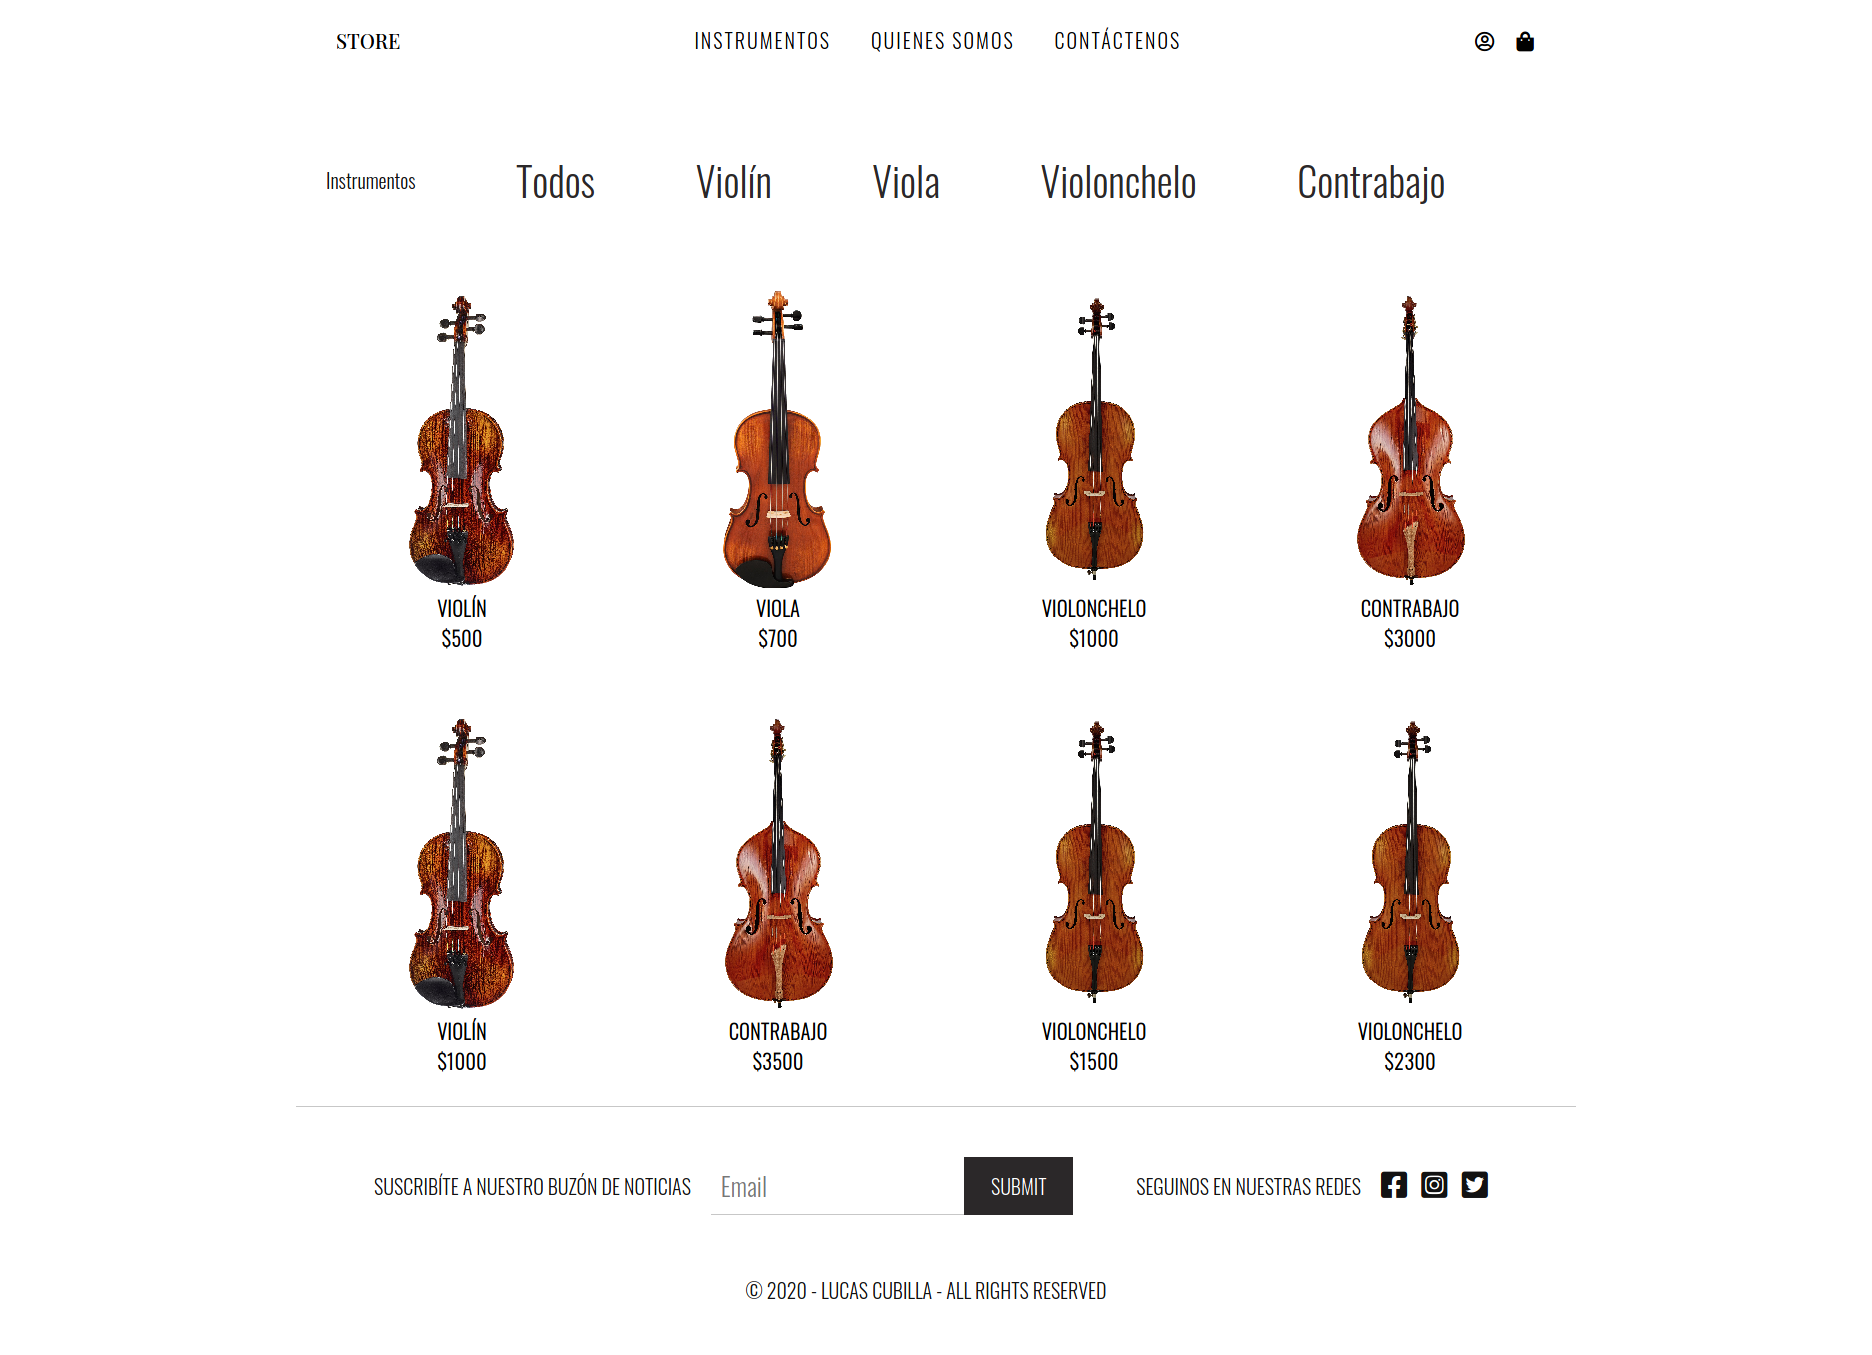 STORE INSTRUMENTOS QUIENES SOMOS CONTÁCTENOS
Instrumentos Todos Violín Viola Violonchelo Contrabajo
VIOLÍN
$500
VIOLA
$700
VIOLONCHELO
$1000
CONTRABAJO
$3000
VIOLÍN
$1000
CONTRABAJO
$3500
VIOLONCHELO
$1500
VIOLONCHELO
$2300
SUSCRIBÍTE A NUESTRO BUZÓN DE NOTICIAS Email SUBMIT SEGUINOS EN NUESTRAS REDES
© 2020 - LUCAS CUBILLA - ALL RIGHTS RESERVED